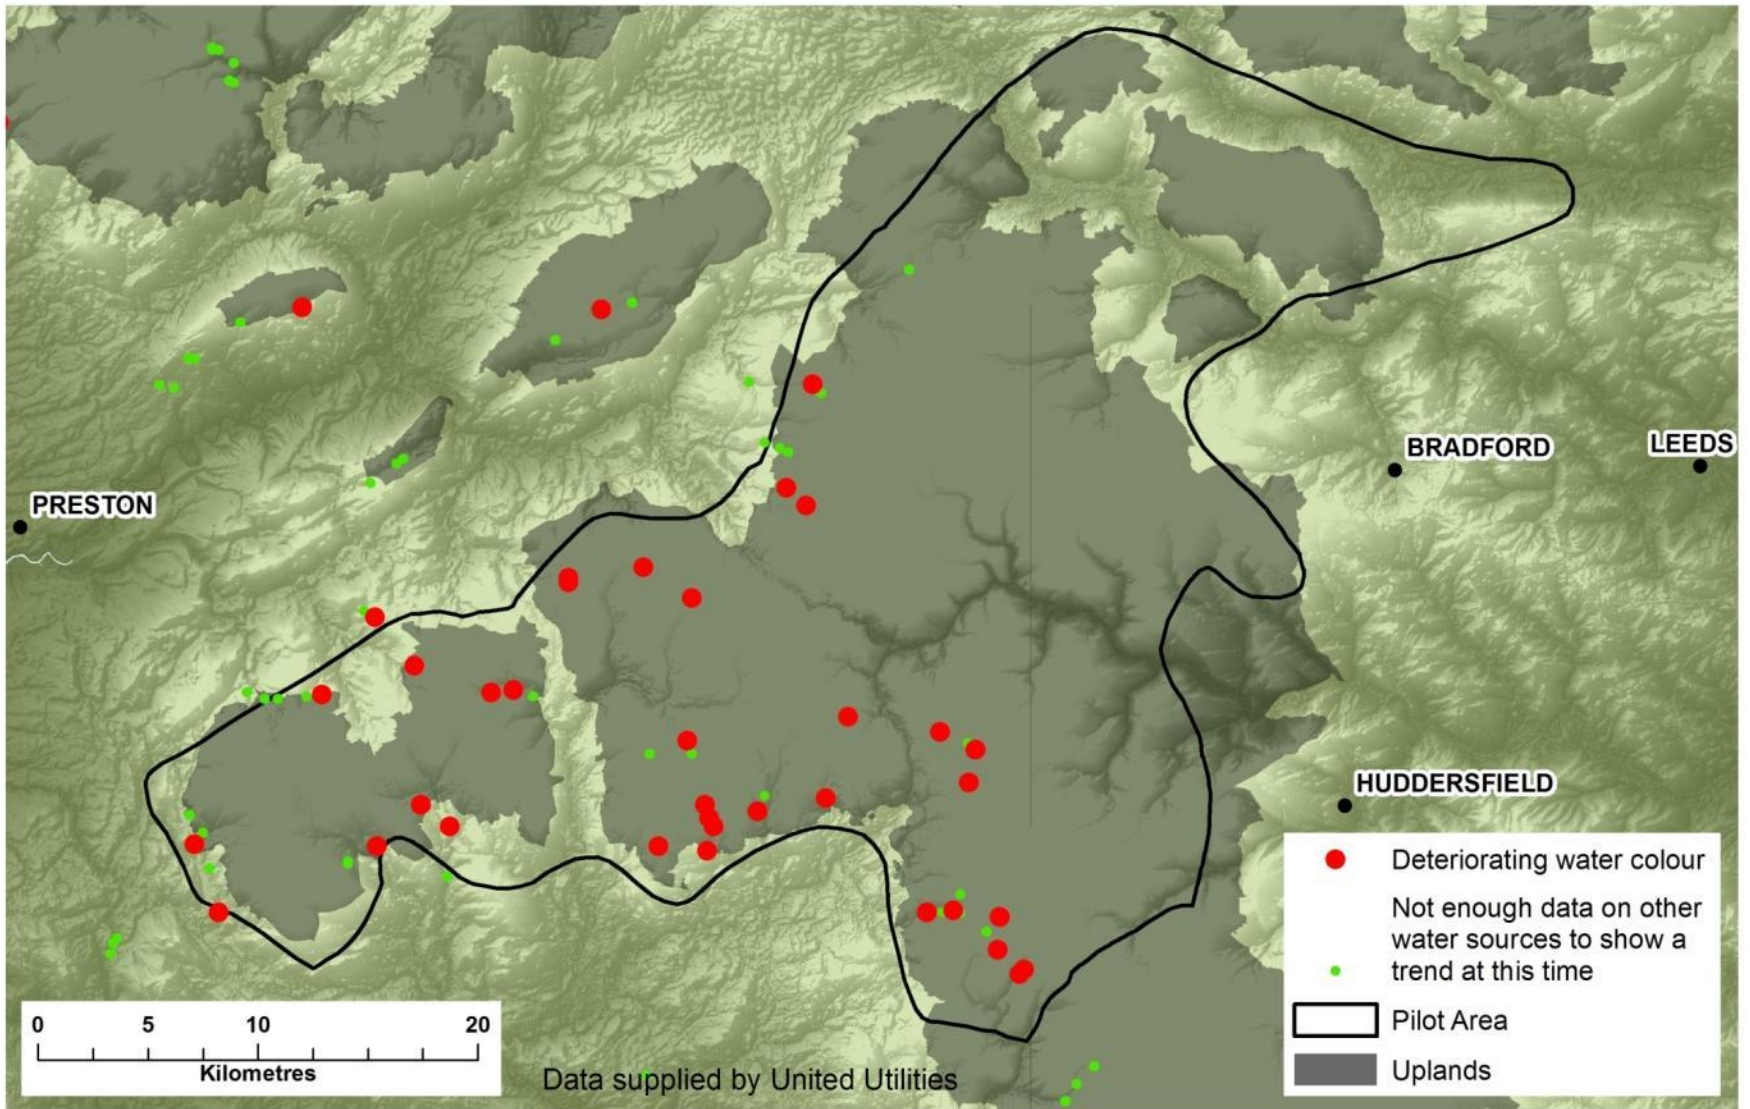 PRESTON
BRADFORD
LEEDS
HUDDERSFIELD
Deteriorating water colour
Not enough data on other
water sources to show a
trend at this time
Pilot Area
Uplands
0 5 10 20
Kilometres
Data supplied by United Utilities